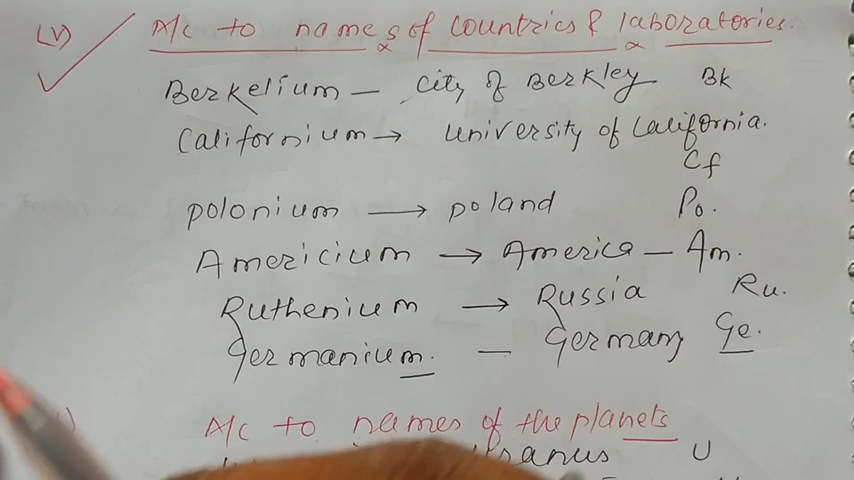 (V) A/c to names of countries & laboratories.
Berkelium — City of Berkley Bk
Californium → University of California.
Cf
Polonium → poland Po.
Americium → America — Am.
Ruthenium → Russia Ru.
Germanium. — Germany Ge.
A/c to names of the planets
U